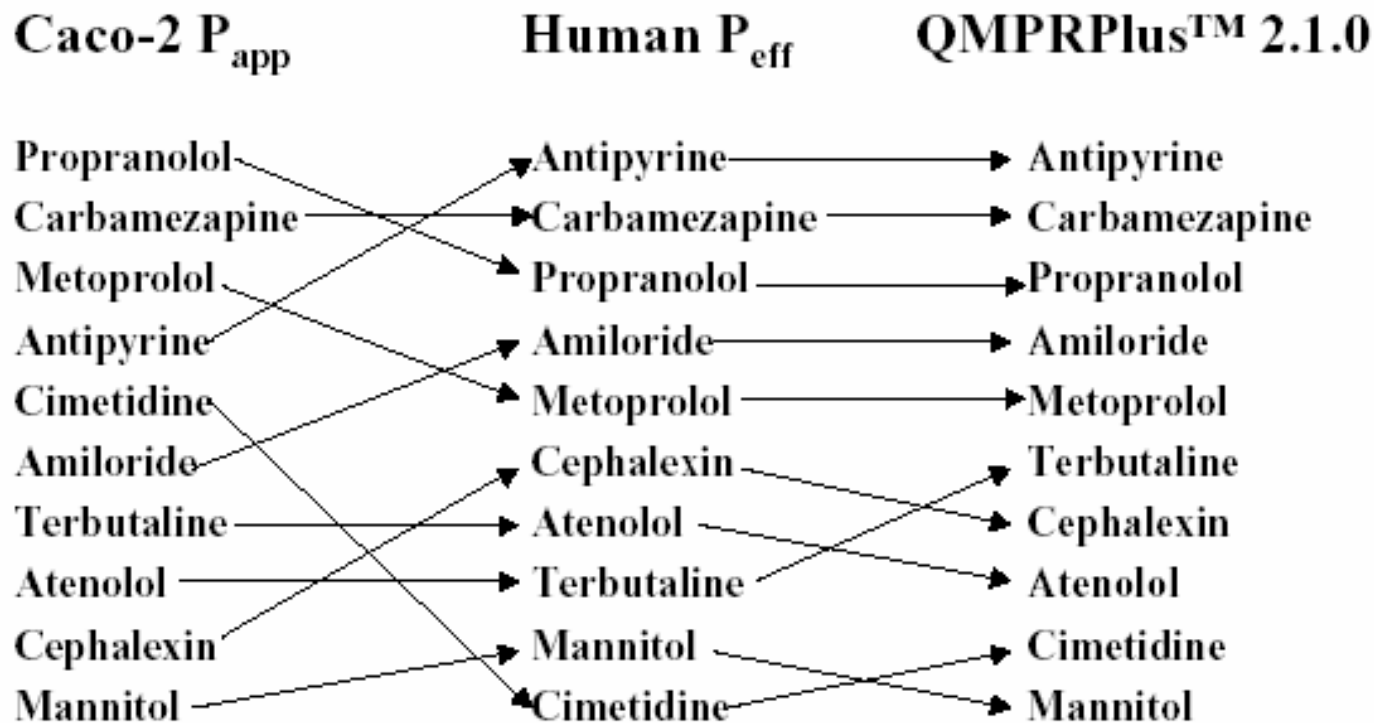 Caco-2 Papp Human Peff QMPRPlus™ 2.1.0
Propranolol Antipyrine Antipyrine
Carbamezapine Carbamezapine Carbamezapine
Metoprolol Propranolol Propranolol
Antipyrine Amiloride Amiloride
Cimetidine Metoprolol Metoprolol
Amiloride Cephalexin Terbutaline
Terbutaline Atenolol Cephalexin
Atenolol Terbutaline Atenolol
Cephalexin Mannitol Cimetidine
Mannitol Cimetidine Mannitol